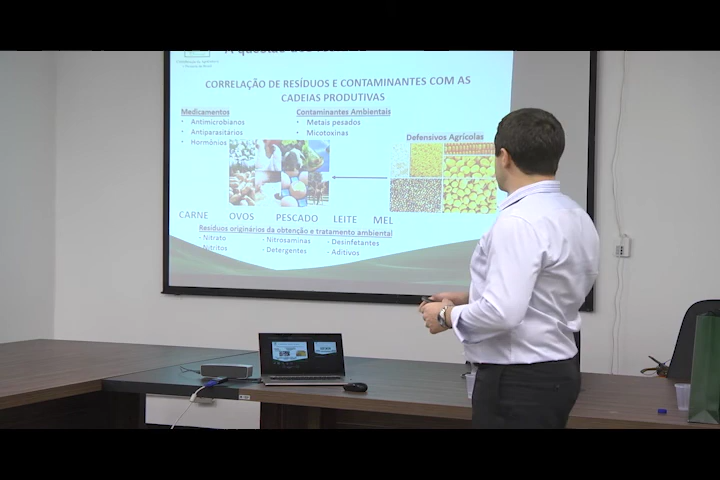 CORRELAÇÃO DE RESÍDUOS E CONTAMINANTES COM AS
CADEIAS PRODUTIVAS
Medicamentos
• Antimicrobianos
• Antiparasitários
• Hormônios
Contaminantes Ambientais
• Metais pesados
• Micotoxinas
Defensivos Agrícolas
CARNE OVOS PESCADO LEITE MEL
Resíduos originários da obtenção e tratamento ambiental
- Nitrato - Nitrosaminas - Desinfetantes
- Nitritos - Detergentes - Aditivos